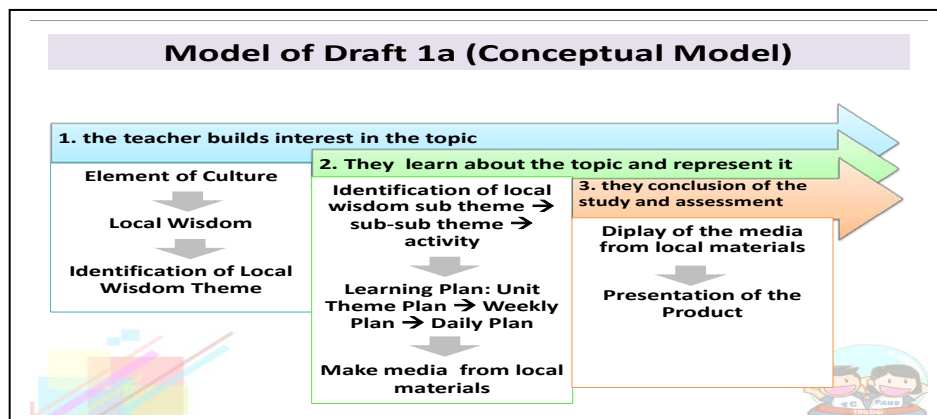 Model of Draft 1a (Conceptual Model)
1. the teacher builds interest in the topic
Element of Culture
Local Wisdom
Identification of Local
Wisdom Theme
2. They learn about the topic and represent it
Identification of local
wisdom sub theme →
sub-sub theme →
activity
Learning Plan: Unit
Theme Plan → Weekly
Plan → Daily Plan
Make media from local
materials
3. they conclusion of the
study and assessment
Diplay of the media
from local materials
Presentation of the
Product